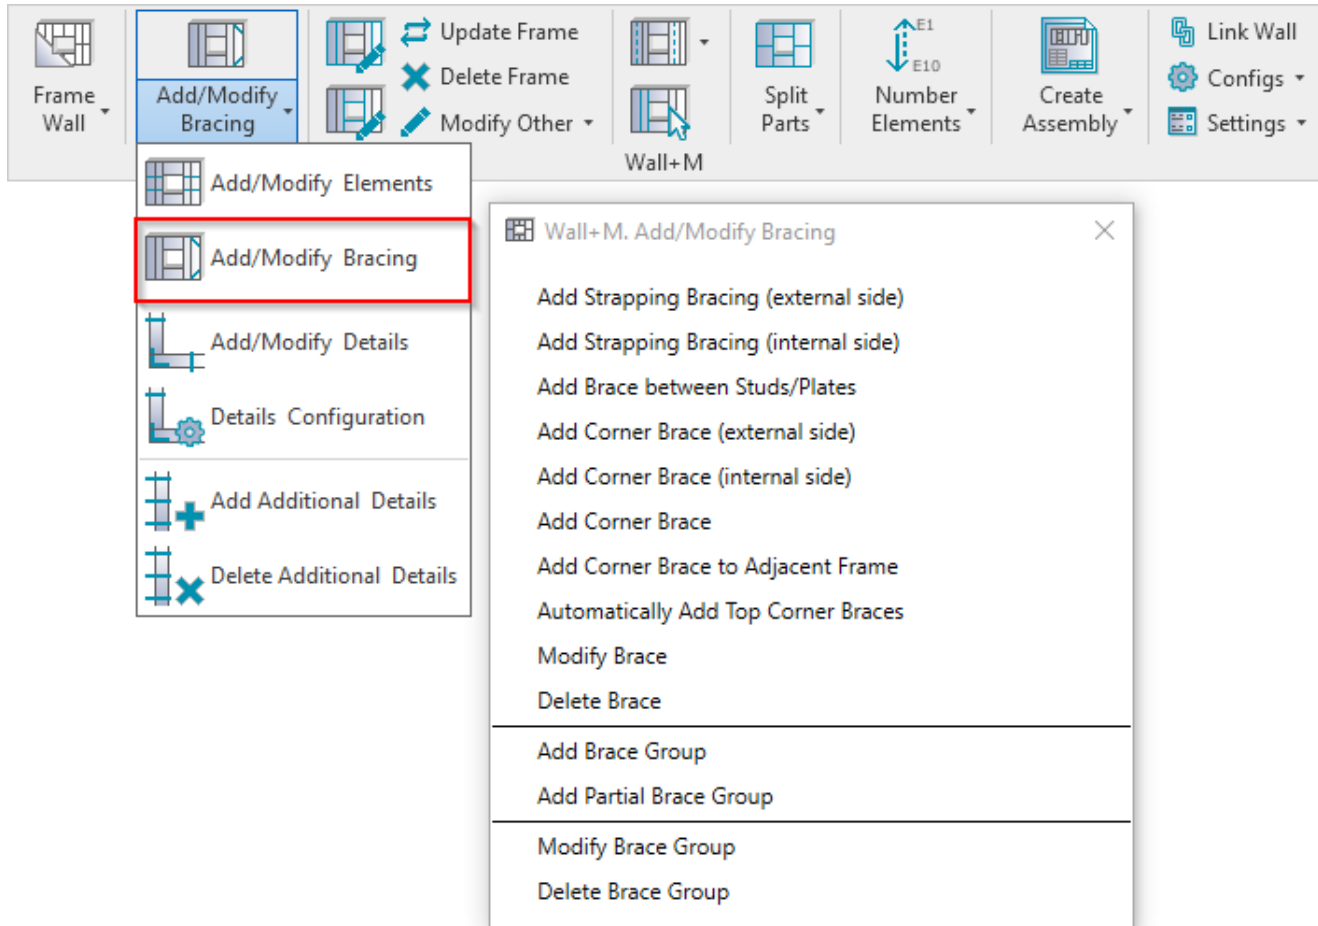 Frame
Wall
Add/Modify
Bracing
Update Frame
Delete Frame
Modify Other
Split
Parts
E1
E10
Number
Elements
Create
Assembly
Link Wall
Configs
Settings
Wall+M
Add/Modify Elements
Add/Modify Bracing
Add/Modify Details
Details Configuration
Add Additional Details
Delete Additional Details
Wall+M. Add/Modify Bracing
Add Strapping Bracing (external side)
Add Strapping Bracing (internal side)
Add Brace between Studs/Plates
Add Corner Brace (external side)
Add Corner Brace (internal side)
Add Corner Brace
Add Corner Brace to Adjacent Frame
Automatically Add Top Corner Braces
Modify Brace
Delete Brace
Add Brace Group
Add Partial Brace Group
Modify Brace Group
Delete Brace Group